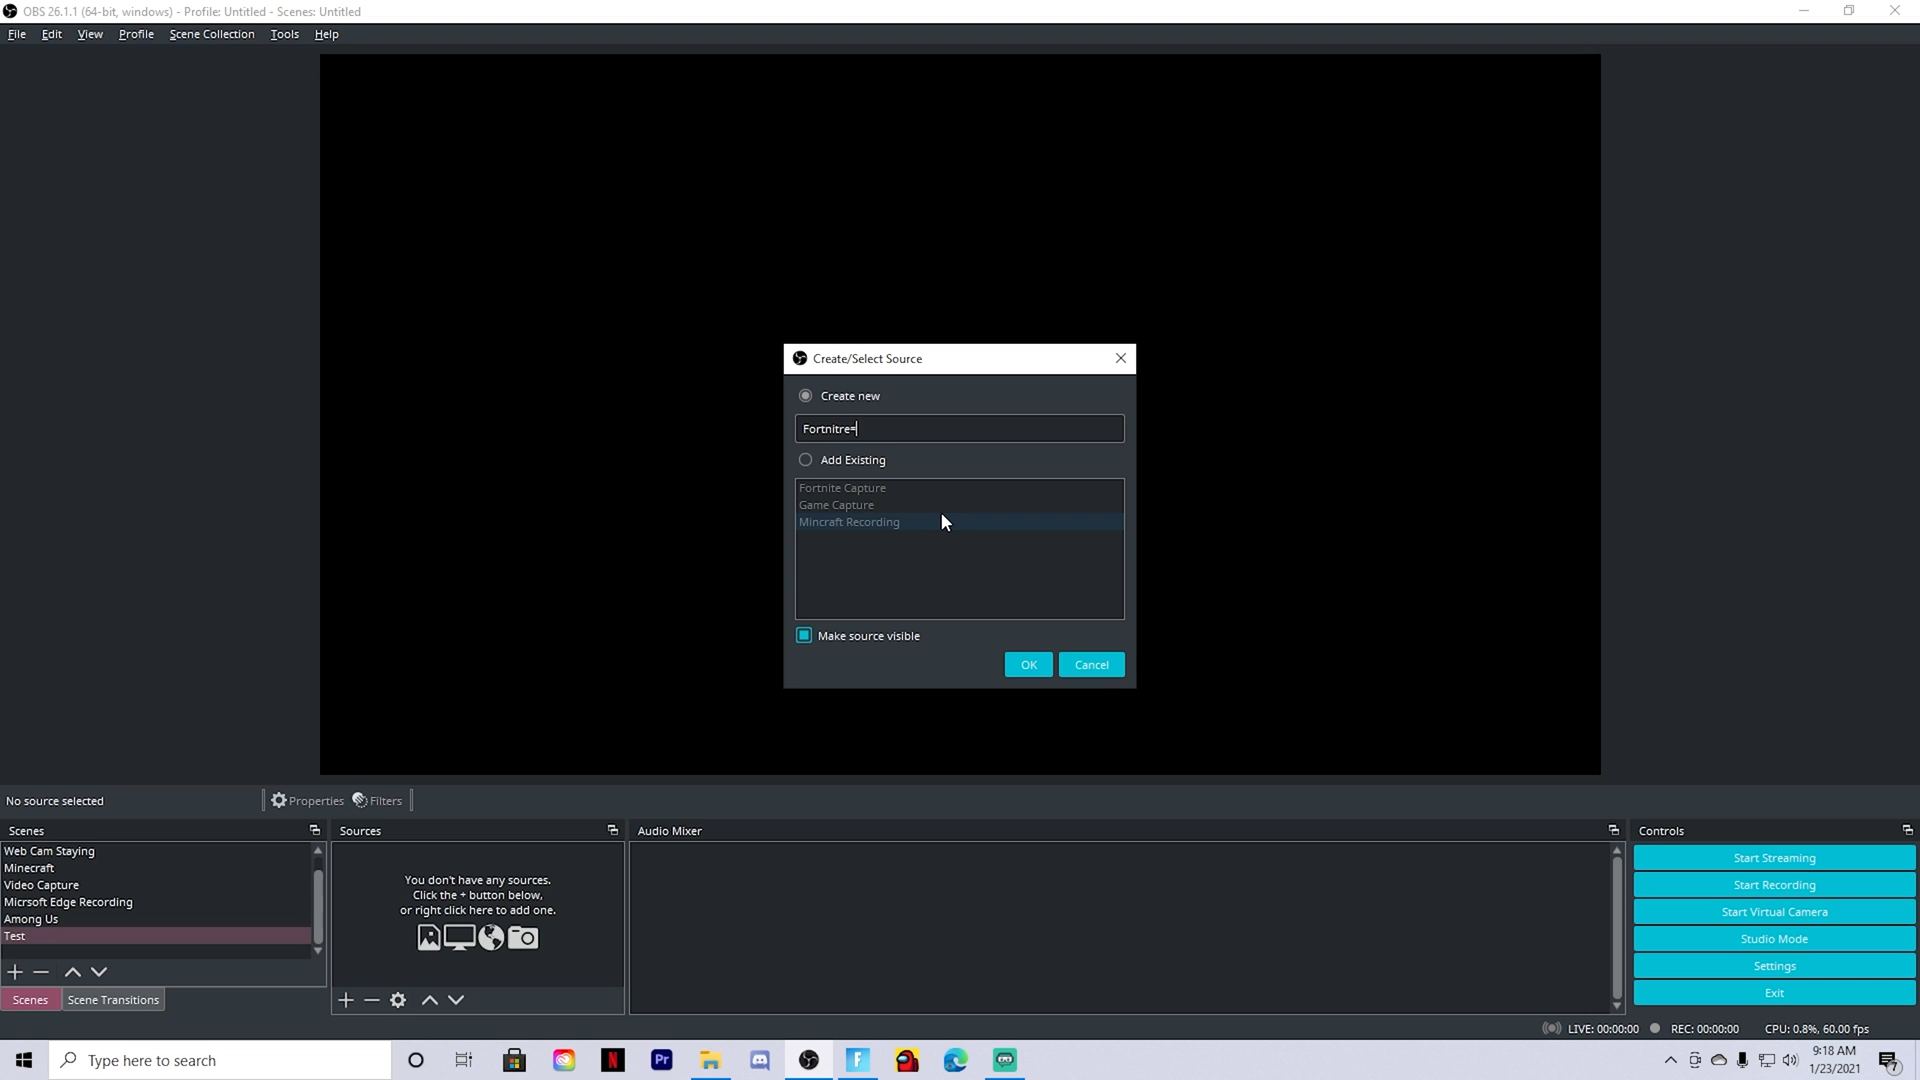 OBS 26.1.1 (64-bit, windows) - Profile: Untitled - Scenes: Untitled
File Edit View Profile Scene Collection Tools Help
Create/Select Source
Create new
Fortnitre=
Add Existing
Fortnite Capture
Game Capture
Mincraft Recording
Make source visible
OK Cancel
No source selected Properties Filters
Scenes
Web Cam Staying
Minecraft
Video Capture
Micrsoft Edge Recording
Among Us
Test
Scenes Scene Transitions
Sources
You don't have any sources.
Click the + button below,
or right click here to add one.
Audio Mixer
Controls
Start Streaming
Start Recording
Start Virtual Camera
Studio Mode
Settings
Exit
LIVE: 00:00:00 REC: 00:00:00 CPU: 0.8%, 60.00 fps
Type here to search
N
Pr
F
9:18 AM
1/23/2021
7